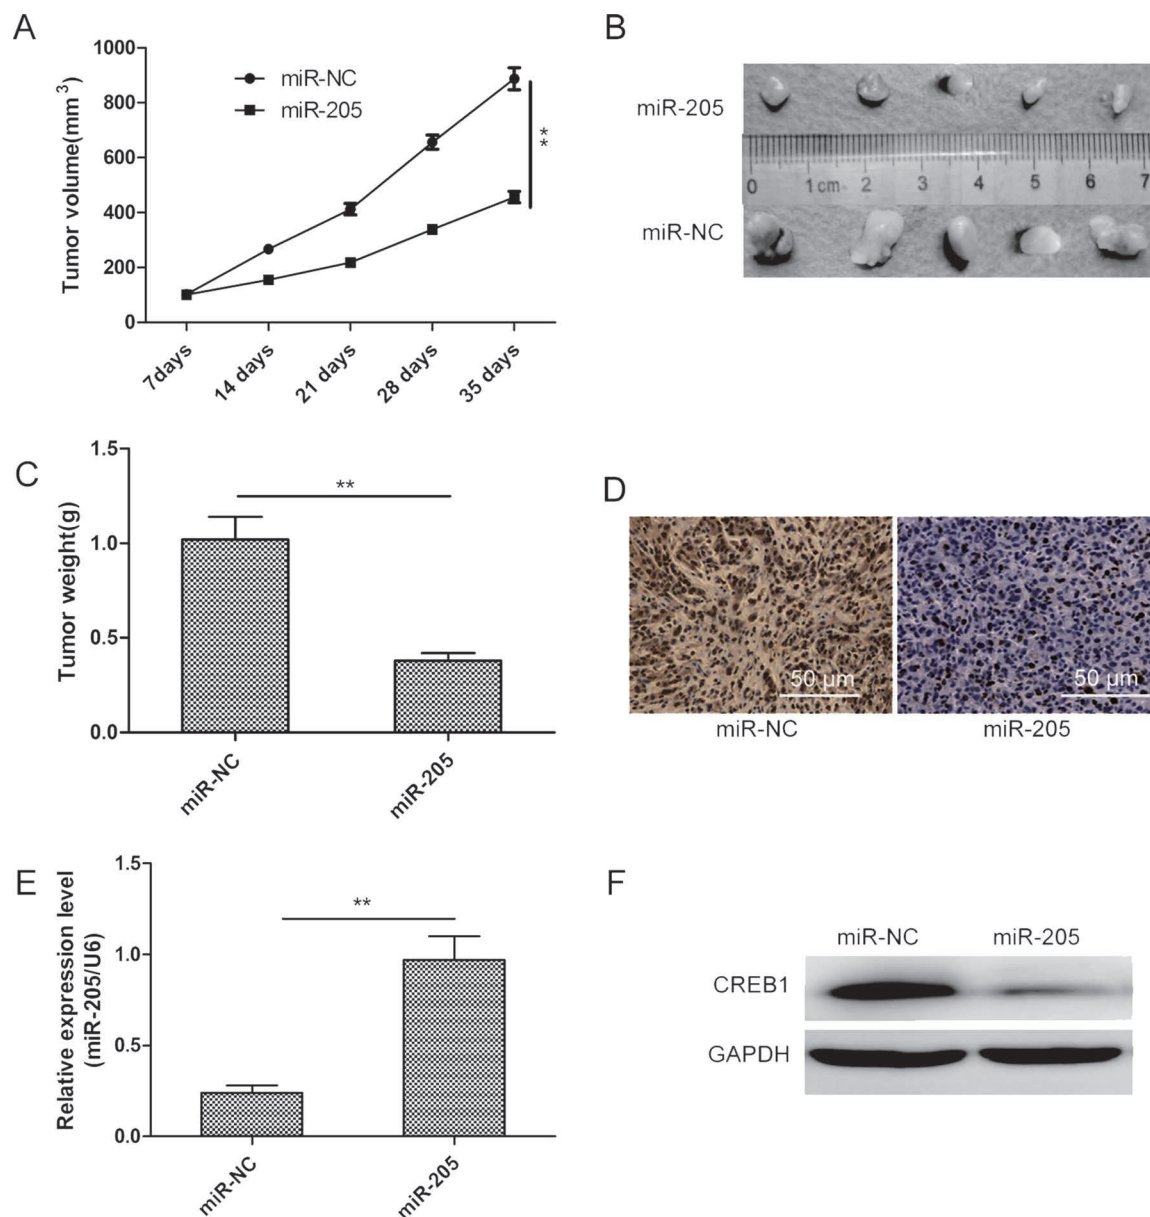 A
Tumor volume(mm3)
1000
800
600
400
200
0
miR-NC
miR-205
**
7days
14 days
21 days
28 days
35 days
B
miR-205
0 1cm 2 3 4 5 6 7
miR-NC
C
Tumor weight(g)
1.5
1.0
0.5
0.0
**
miR-NC
miR-205
D
50 μm
50 μm
miR-NC
miR-205
E
Relative expression level
(miR-205/U6)
1.5
1.0
0.5
0.0
**
miR-NC
miR-205
F
miR-NC
miR-205
CREB1
GAPDH